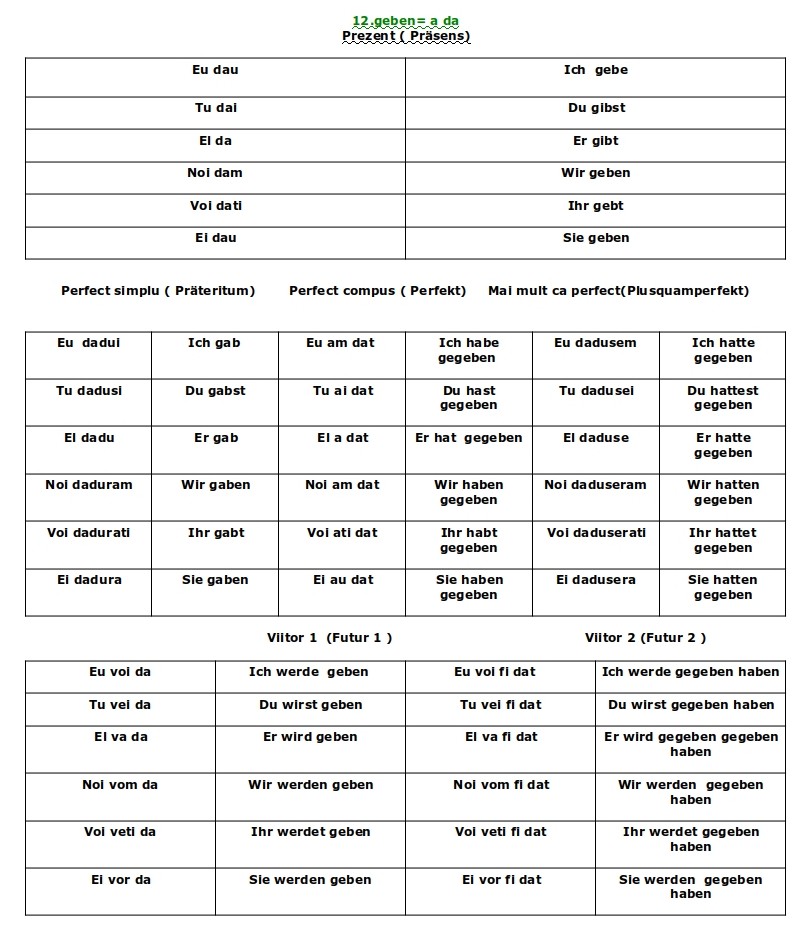 12.geben= a da
Prezent ( Präsens)
Eu dau Ich gebe
Tu dai Du gibst
El da Er gibt
Noi dam Wir geben
Voi dati Ihr gebt
Ei dau Sie geben
Perfect simplu ( Präteritum) Perfect compus ( Perfekt) Mai mult ca perfect(Plusquamperfekt)
Eu dadui Ich gab Eu am dat Ich habe gegeben Eu dadusem Ich hatte gegeben
Tu dadusi Du gabst Tu ai dat Du hast gegeben Tu dadusei Du hattest gegeben
El dadu Er gab El a dat Er hat gegeben El daduse Er hatte gegeben
Noi daduram Wir gaben Noi am dat Wir haben gegeben Noi daduseram Wir hatten gegeben
Voi dadurati Ihr gabt Voi ati dat Ihr habt gegeben Voi daduserati Ihr hattet gegeben
Ei dadura Sie gaben Ei au dat Sie haben gegeben Ei dadusera Sie hatten gegeben
Viitor 1 (Futur 1 ) Viitor 2 (Futur 2 )
Eu voi da Ich werde geben Eu voi fi dat Ich werde gegeben haben
Tu vei da Du wirst geben Tu vei fi dat Du wirst gegeben haben
El va da Er wird geben El va fi dat Er wird gegeben gegeben haben
Noi vom da Wir werden geben Noi vom fi dat Wir werden gegeben haben
Voi veti da Ihr werdet geben Voi veti fi dat Ihr werdet gegeben haben
Ei vor da Sie werden geben Ei vor fi dat Sie werden gegeben haben